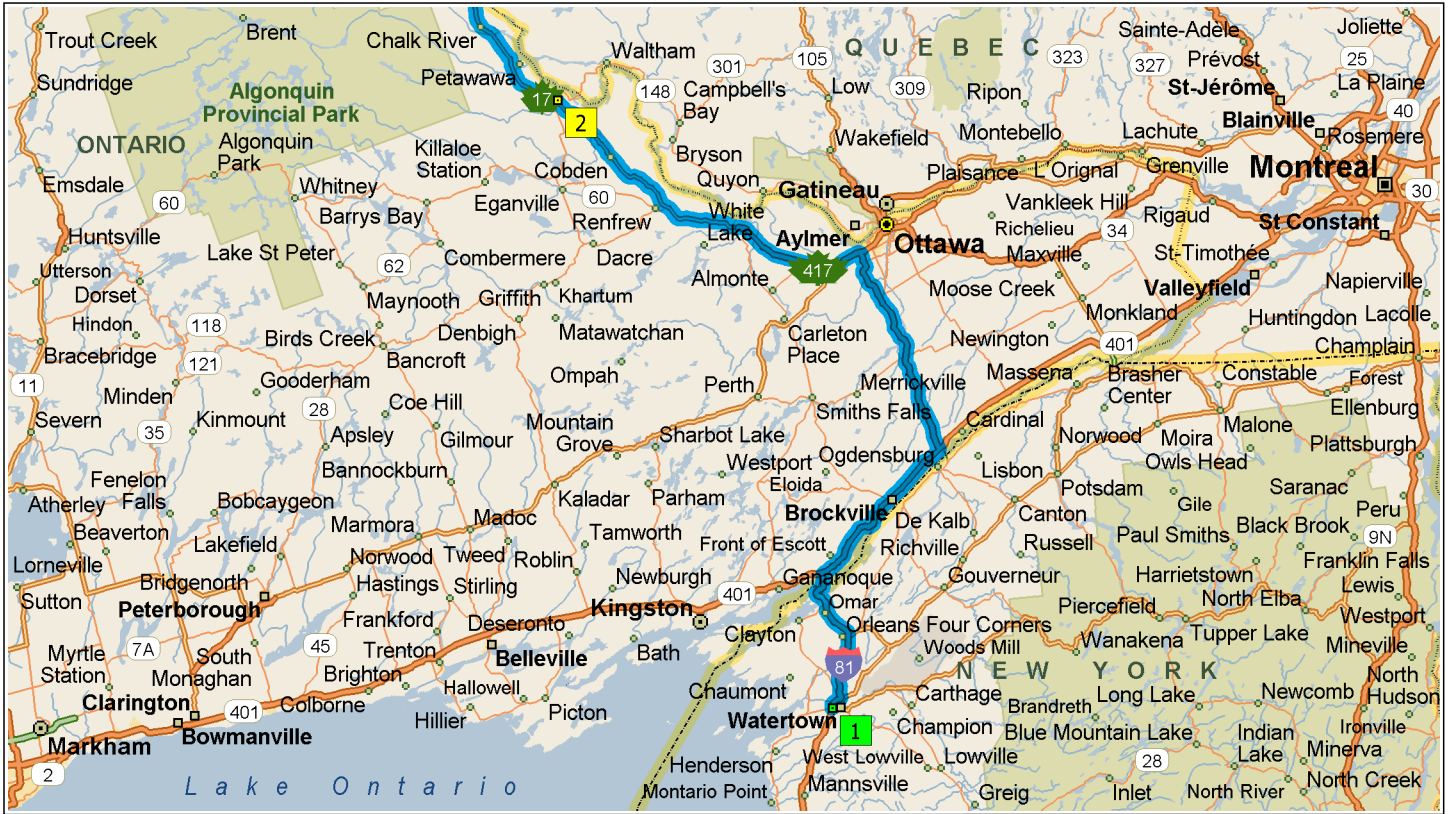 Trout Creek
Brent
Chalk River
Waltham
QUEBEC
Sainte-Adèle
Joliette
Sundridge
Petawawa
301
105
323
327
Prévost
25
Algonquin
Provincial Park
17
148
Campbell's
Bay
Low
309
Ripon
St-Jérôme
La Plaine
2
40
ONTARIO
Algonquin
Park
Killaloe
Station
Wakefield
Montebello
Lachute
Blainville
Rosemere
Emsdale
Whitney
Cobden
Bryson
Quyon
Gatineau
Plaisance
L'Orignal
Grenville
Montreal
30
60
Barrys Bay
Eganville
60
Renfrew
White
Lake
Vankleek Hill
Rigaud
St Constant
Huntsville
Lake St Peter
Aylmer
Ottawa
Richelieu
34
Maxville
St-Timothée
Utterson
62
Combermere
Dacre
417
Almonte
Dorset
Maynooth
Griffith
Khartum
Moose Creek
Valleyfield
Napierville
Hindon
118
Birds Creek
Denbigh
Matawatchan
Carleton
Place
Newington
Monkland
Huntingdon
Lacolle
Bracebridge
121
Bancroft
401
Champlain
11
Minden
Gooderham
Ompah
Perth
Merrickville
Massena
Brasher
Center
Constable
Forest
Severn
35
Kinmount
28
Coe Hill
Mountain
Grove
Smiths Falls
Cardinal
Ellenburg
Apsley
Gilmour
Sharbot Lake
Norwood
Moira
Malone
Plattsburgh
Fenelon
Falls
Bannockburn
Westport
Eloida
Ogdensburg
Lisbon
Owls Head
Atherley
Bobcaygeon
Kaladar
Parham
Potsdam
Gile
Saranac
Beaverton
Marmora
Madoc
Brockville
De Kalb
Canton
Black Brook
Peru
Lakefield
Tamworth
Front of Escott
Richville
Russell
Paul Smiths
9N
Lorneville
Norwood
Tweed
Roblin
Franklin Falls
Bridgenorth
Hastings
Stirling
Newburgh
401
Gananoque
Gouverneur
Harrietstown
Lewis
Sutton
Peterborough
Kingston
Omar
Piercefield
North Elba
Westport
Frankford
Deseronto
Clayton
Orleans Four Corners
7A
45
Trenton
Bath
Woods Mill
Wanakena
Tupper Lake
Mineville
Myrtle
Station
South
Monaghan
Brighton
Belleville
81
NEW YORK
North
Hudson
Clarington
401
Colborne
Hallowell
Chaumont
Carthage
Long Lake
Newcomb
Hillier
Picton
Watertown
1
Champion
Brandreth
Ironville
Markham
Bowmanville
Blue Mountain Lake
Indian
Lake
Minerva
2
Lake Ontario
Henderson
West Lowville
Lowville
28
North Creek
Montario Point
Mannsville
Greig
Inlet
North River